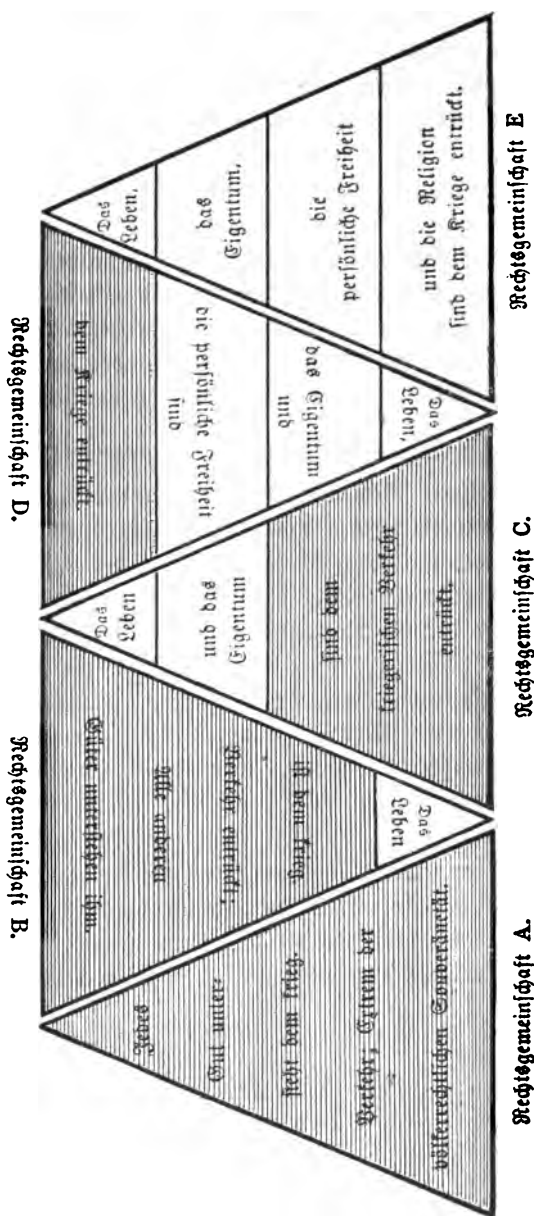 Jedes
Gut unter-
steht dem krieg.
Verkehr; Extrem der
völkerrechtlichen Souveränetät.
Rechtsgemeinschaft A.
Das
Leben
ist dem krieg.
Verkehr entrückt;
Alle anderen
Güter unterstehen ihm.
Rechtsgemeinschaft B.
Das
Leben
und das
Eigentum
sind dem
kriegerischen Verkehr
entrückt.
Rechtsgemeinschaft C.
Das
Leben,
das Eigentum
und
die persönliche Freiheit
sind
dem Kriege entrückt.
Rechtsgemeinschaft D.
Das
Leben,
das
Eigentum,
die
persönliche Freiheit
und die Religion
sind dem Kriege entrückt.
Rechtsgemeinschaft E